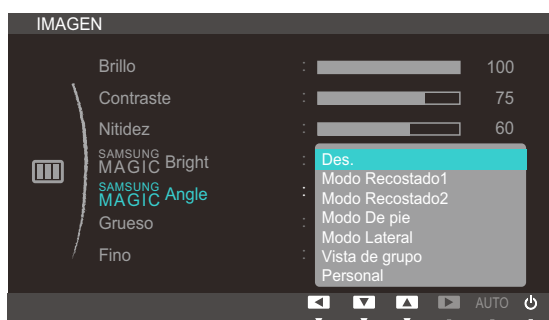 IMAGEN
Brillo : 100
Contraste : 75
Nitidez : 60
SAMSUNG MAGIC Bright :
SAMSUNG MAGIC Angle :
Grueso :
Fino :
Des.
Modo Recostado1
Modo Recostado2
Modo De pie
Modo Lateral
Vista de grupo
Personal
AUTO